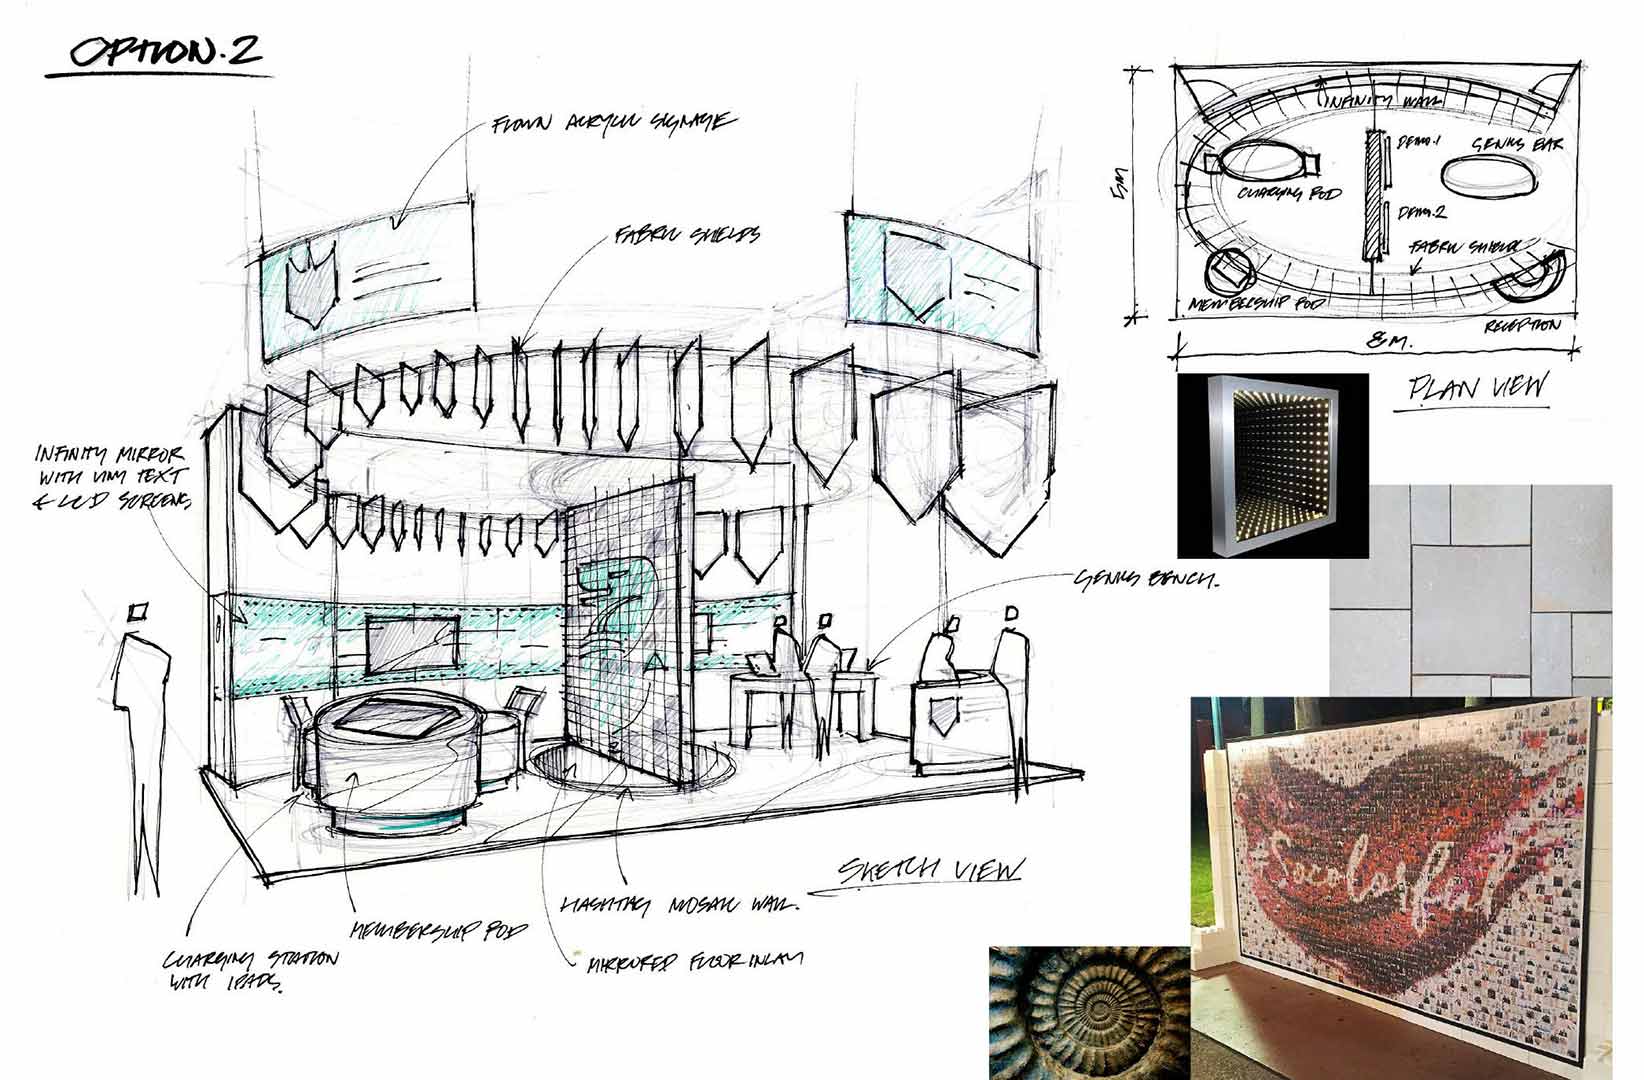 OPTION.2
FLOWN ACRYLIC SIGNAGE
FABRIC SHIELDS
INFINITY MIRROR
WITH VINYL TEXT
& LCD SCREENS
GENIUS BENCH.
SKETCH VIEW
HASHTAG MOSAIC WALL.
MEMBERSHIP POD
MIRRORED FLOOR INLAY
CHARGING STATION
WITH IPADS.
INFINITY WALL
DEMO.1
GENIUS BAR
CHARGING POD
DEMO.2
FABRIC SHIELDS
MEMBERSHIP POD
RECEPTION
5M
8M.
PLAN VIEW